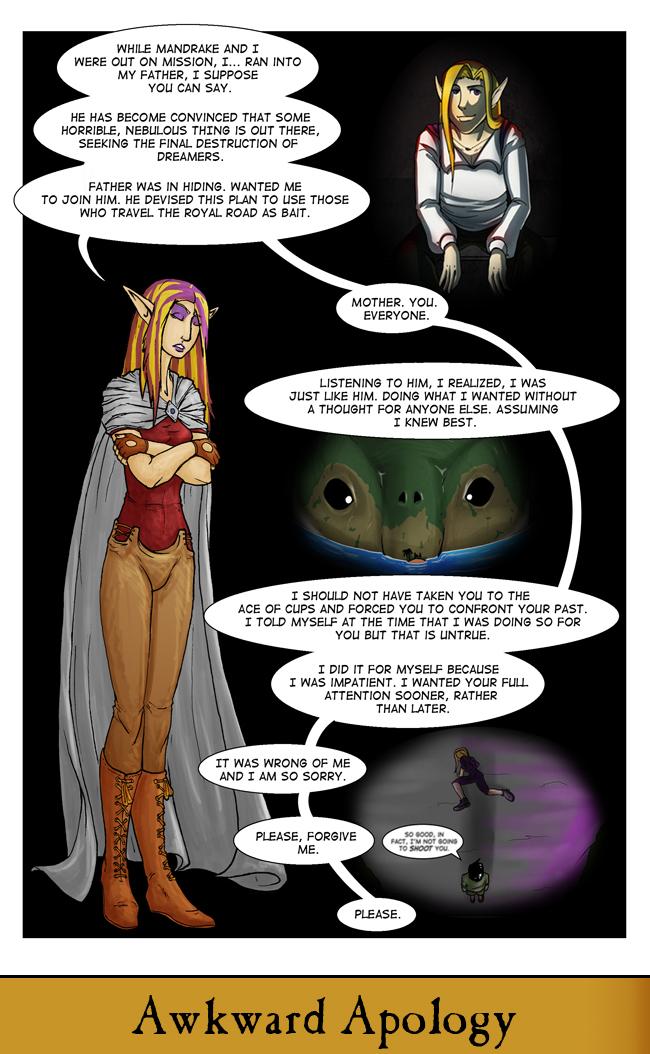 WHILE MANDRAKE AND I
WERE OUT ON MISSION, I... RAN INTO
MY FATHER, I SUPPOSE
YOU CAN SAY.
HE HAS BECOME CONVINCED THAT SOME
HORRIBLE, NEBULOUS THING IS OUT THERE,
SEEKING THE FINAL DESTRUCTION OF
DREAMERS.
FATHER WAS IN HIDING. WANTED ME
TO JOIN HIM. HE DEVISED THIS PLAN TO USE THOSE
WHO TRAVEL THE ROYAL ROAD AS BAIT.
MOTHER. YOU.
EVERYONE.
LISTENING TO HIM, I REALIZED, I WAS
JUST LIKE HIM. DOING WHAT I WANTED WITHOUT
A THOUGHT FOR ANYONE ELSE. ASSUMING
I KNEW BEST.
I SHOULD NOT HAVE TAKEN YOU TO THE
ACE OF CUPS AND FORCED YOU TO CONFRONT YOUR PAST.
I TOLD MYSELF AT THE TIME THAT I WAS DOING SO FOR
YOU BUT THAT IS UNTRUE.
I DID IT FOR MYSELF BECAUSE
I WAS IMPATIENT. I WANTED YOUR FULL
ATTENTION SOONER, RATHER
THAN LATER.
IT WAS WRONG OF ME
AND I AM SO SORRY.
PLEASE, FORGIVE
ME.
SO GOOD, IN
FACT, I'M NOT GOING
TO SHOOT YOU.
PLEASE.
Awkward Apology